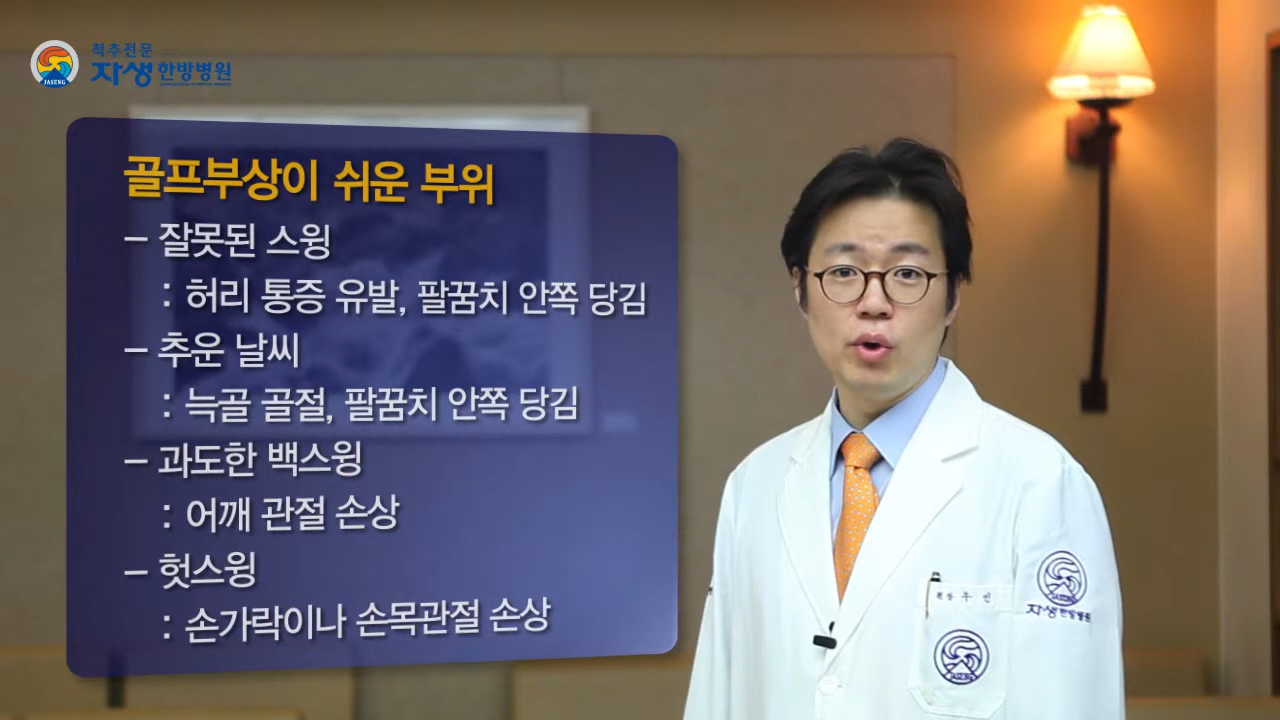 척추전문
자생한방병원
JASENG
골프부상이 쉬운 부위
- 잘못된 스윙
: 허리 통증 유발, 팔꿈치 안쪽 당김
- 추운 날씨
: 늑골 골절, 팔꿈치 안쪽 당김
- 과도한 백스윙
: 어깨 관절 손상
- 헛스윙
: 손가락이나 손목관절 손상
자생한방병원